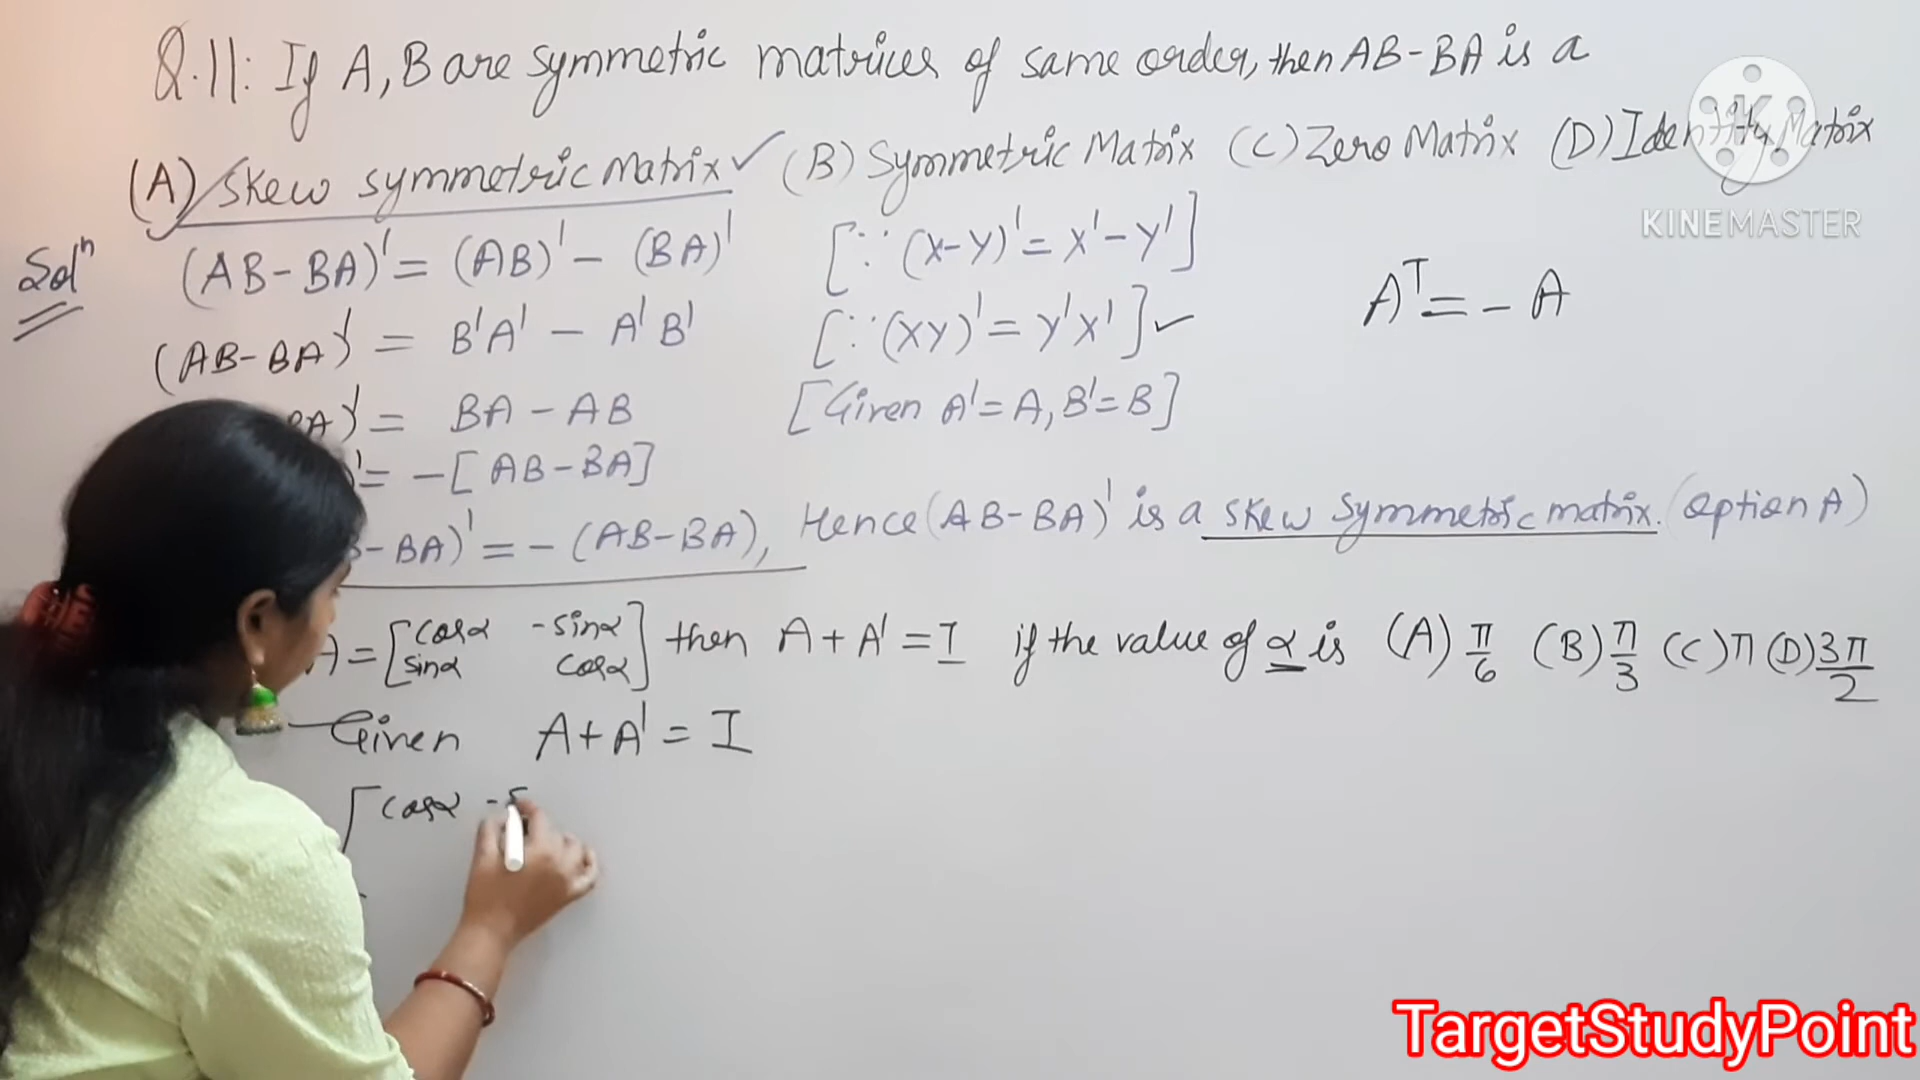 Q.11: If A, B are symmetric matrices of same order, then AB-BA is a
(A) Skew symmetric Matrix ✓ (B) Symmetric Matrix (C) Zero Matrix (D) Identity Matrix
KINEMASTER
Solⁿ (AB-BA)' = (AB)' - (BA)' [∵ (X-Y)' = X'-Y']
(AB-BA)' = B'A' - A'B' [∵ (XY)' = Y'X'] ✓
Aᵀ = - A
BA)' = BA - AB [Given A'=A, B'=B]
)' = -[AB-BA]
B-BA)' = - (AB-BA), Hence (AB-BA)' is a skew symmetric matrix. (option A)
A = [cosα -sinα sinα cosα] then A + A' = I if the value of α is (A) π/6 (B) π/3 (C) π (D) 3π/2
Given A+A' = I
[cosα -s
TargetStudyPoint